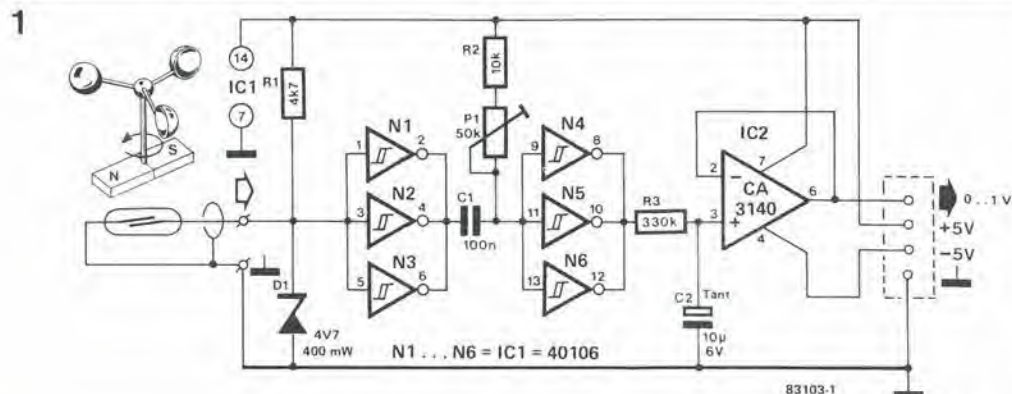 1
14
IC1
7
R1
4k7
N
S
D1
4V7
400 mW
N1
1
2
N2
3
4
N3
5
6
C1
100n
R2
10k
P1
50k
N4
9
8
N5
11
10
N6
13
12
R3
330k
C2
Tant
10µ
6V
IC2
2
7
−
CA
3140
6
3
+
4
0...1V
+5V
−5V
N1 ... N6 = IC1 = 40106
83103-1